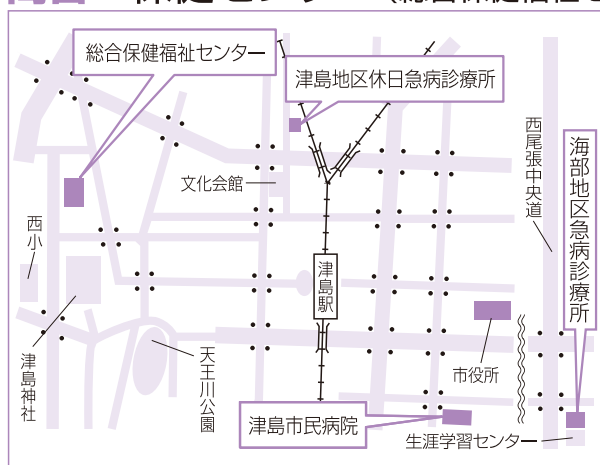 総合保健福祉センター
津島地区休日急病診療所
西尾張中央道
海部地区急病診療所
文化会館
西小
津島駅
津島神社
天王川公園
市役所
津島市民病院
生涯学習センター